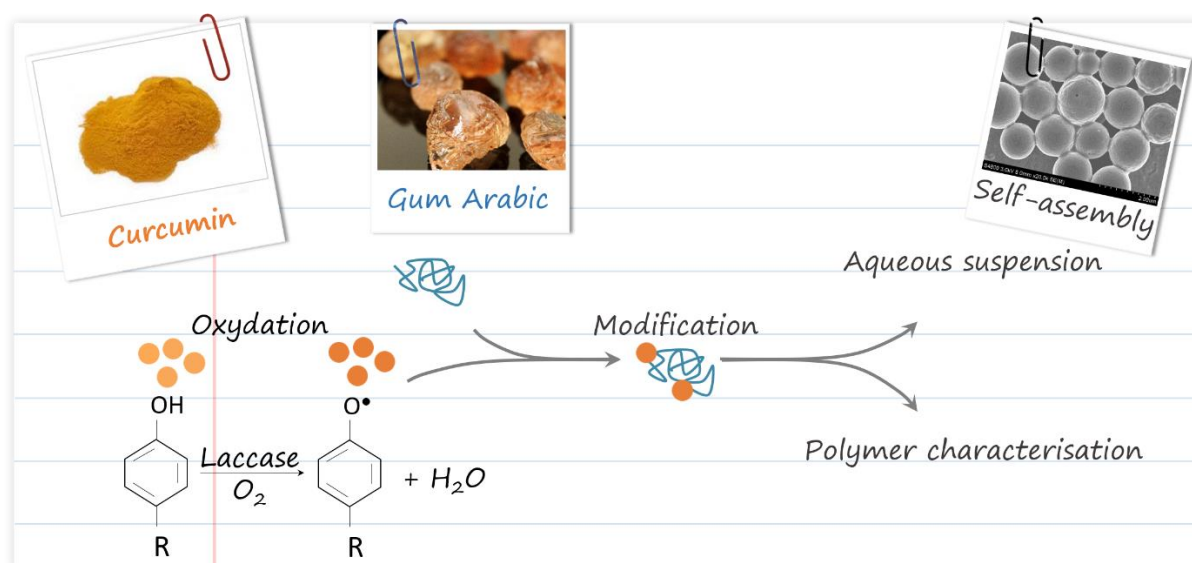 Curcumin
Gum Arabic
Self-assembly
Aqueous suspension
Oxydation
Modification
OH
O•
Laccase
O₂
+ H₂O
Polymer characterisation
R
R